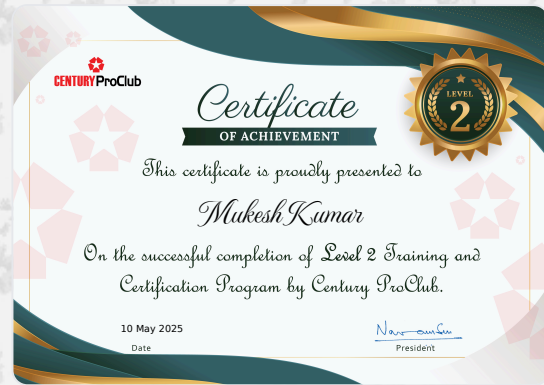 CENTURY ProClub
Certificate
OF ACHIEVEMENT
LEVEL
2
This certificate is proudly presented to
Mukesh Kumar
On the successful completion of Level 2 Training and
Certification Program by Century ProClub.
10 May 2025
Date
President